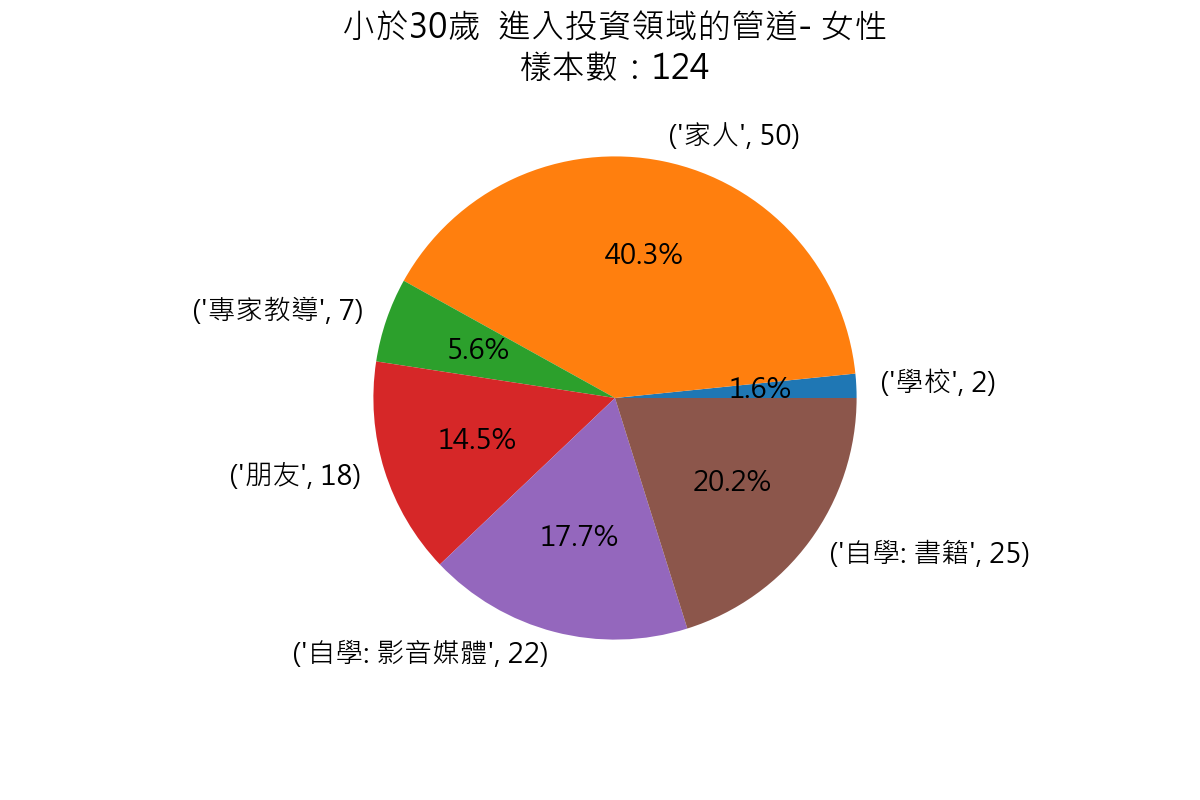 小於30歲  進入投資領域的管道- 女性
樣本數：124
('家人', 50)
40.3%
('專家教導', 7)
5.6%
1.6%
('學校', 2)
14.5%
('朋友', 18)
20.2%
17.7%
('自學: 書籍', 25)
('自學: 影音媒體', 22)